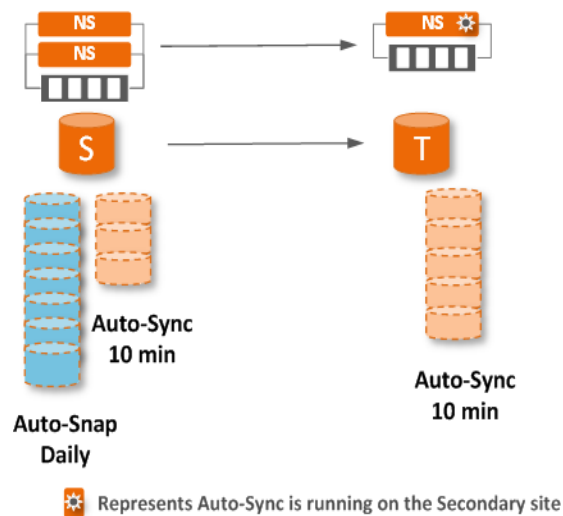 NS
NS
NS
S
T
Auto-Sync
10 min
Auto-Snap
Daily
Auto-Sync
10 min
Represents Auto-Sync is running on the Secondary site